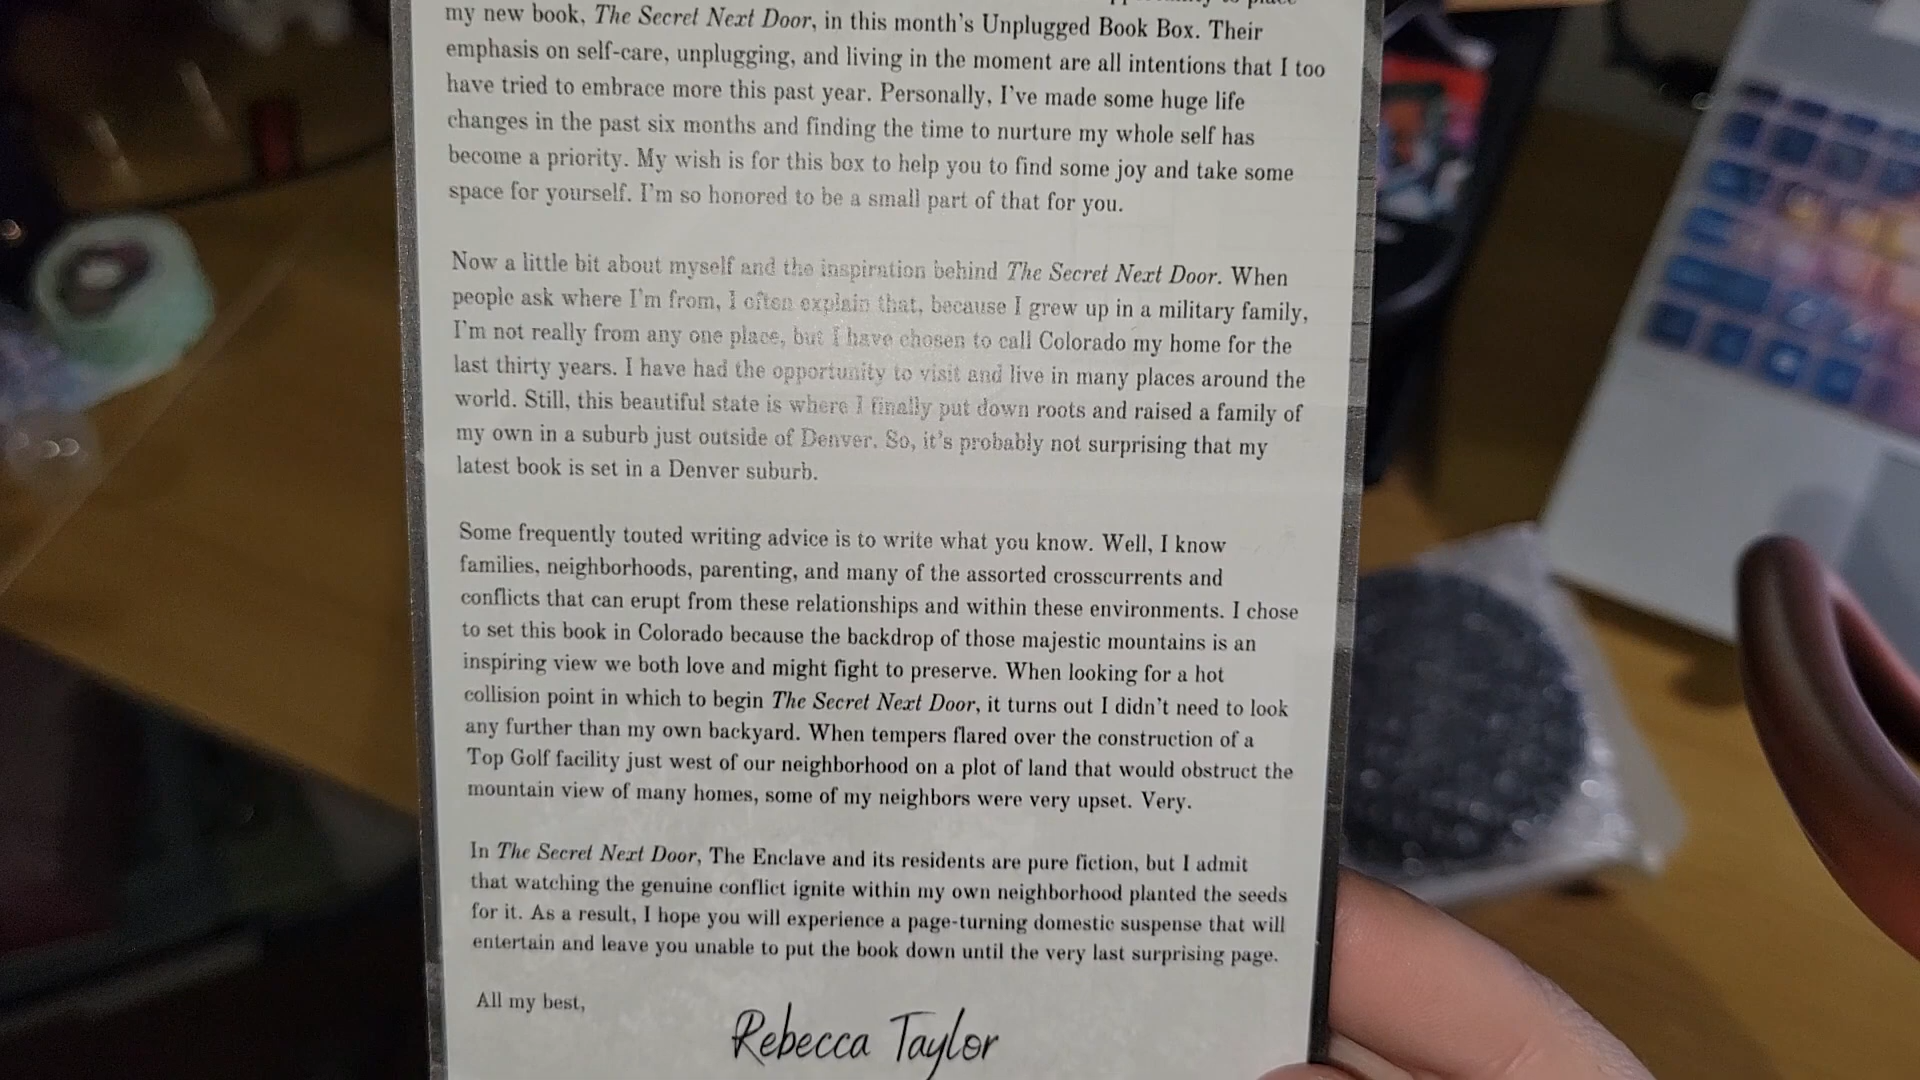 my new book, The Secret Next Door, in this month's Unplugged Book Box. Their
emphasis on self-care, unplugging, and living in the moment are all intentions that I too
have tried to embrace more this past year. Personally, I've made some huge life
changes in the past six months and finding the time to nurture my whole self has
become a priority. My wish is for this box to help you to find some joy and take some
space for yourself. I'm so honored to be a small part of that for you.
Now a little bit about myself and the inspiration behind The Secret Next Door. When
people ask where I'm from, I often explain that, because I grew up in a military family,
I'm not really from any one place, but I have chosen to call Colorado my home for the
last thirty years. I have had the opportunity to visit and live in many places around the
world. Still, this beautiful state is where I finally put down roots and raised a family of
my own in a suburb just outside of Denver. So, it's probably not surprising that my
latest book is set in a Denver suburb.
Some frequently touted writing advice is to write what you know. Well, I know
families, neighborhoods, parenting, and many of the assorted crosscurrents and
conflicts that can erupt from these relationships and within these environments. I chose
to set this book in Colorado because the backdrop of those majestic mountains is an
inspiring view we both love and might fight to preserve. When looking for a hot
collision point in which to begin The Secret Next Door, it turns out I didn't need to look
any further than my own backyard. When tempers flared over the construction of a
Top Golf facility just west of our neighborhood on a plot of land that would obstruct the
mountain view of many homes, some of my neighbors were very upset. Very.
In The Secret Next Door, The Enclave and its residents are pure fiction, but I admit
that watching the genuine conflict ignite within my own neighborhood planted the seeds
for it. As a result, I hope you will experience a page-turning domestic suspense that will
entertain and leave you unable to put the book down until the very last surprising page.
All my best,
Rebecca Taylor